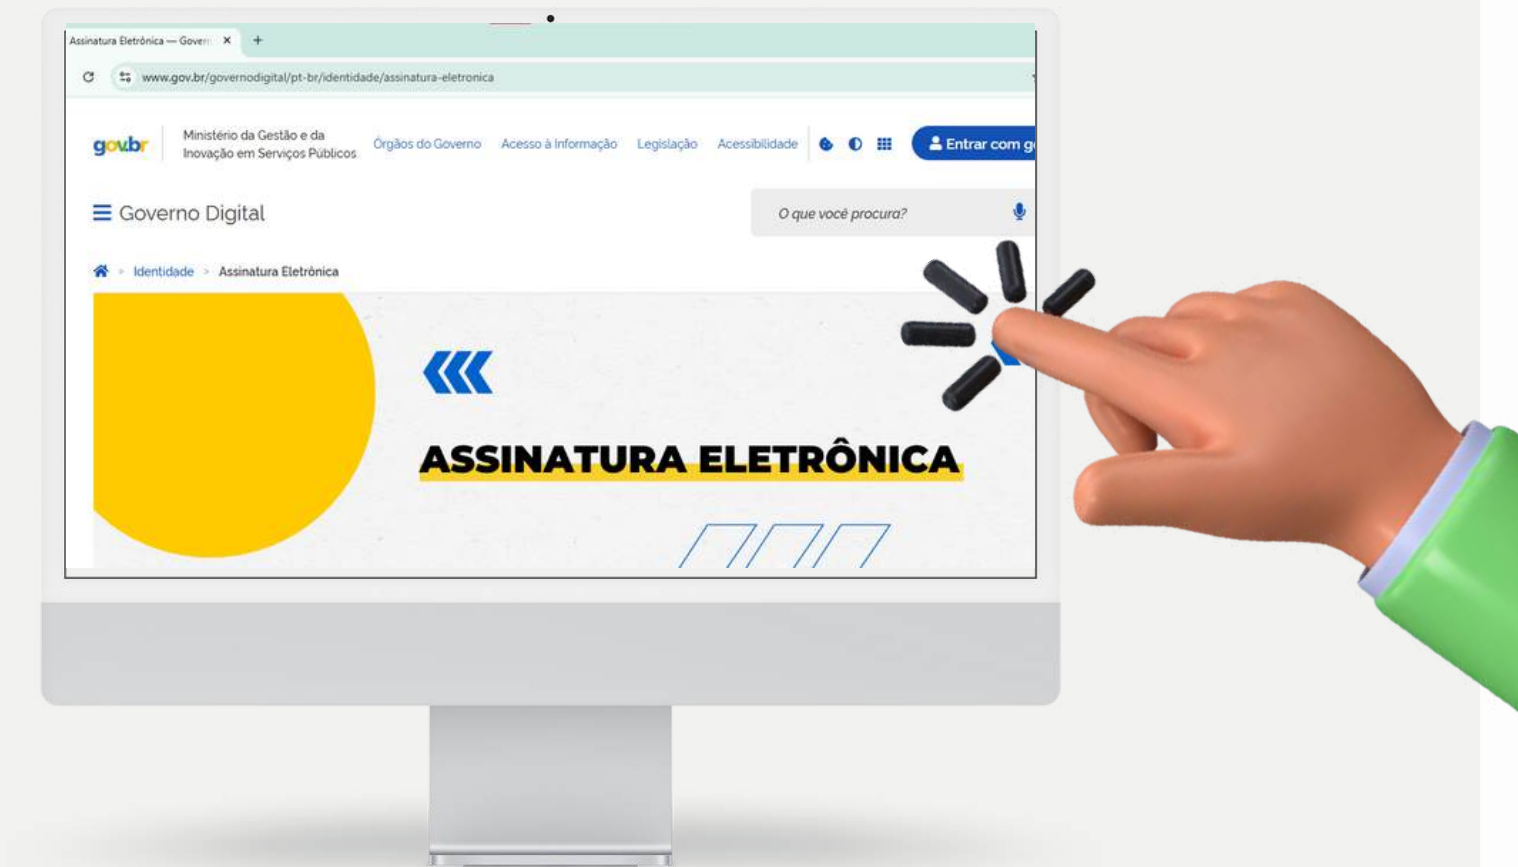 Assinatura Eletrônica — Govern
www.gov.br/governodigital/pt-br/identidade/assinatura-eletronica
gov.br
Ministério da Gestão e da
Inovação em Serviços Públicos
Órgãos do Governo
Acesso à Informação
Legislação
Acessibilidade
Entrar com g
Governo Digital
O que você procura?
Identidade > Assinatura Eletrônica
ASSINATURA ELETRÔNICA